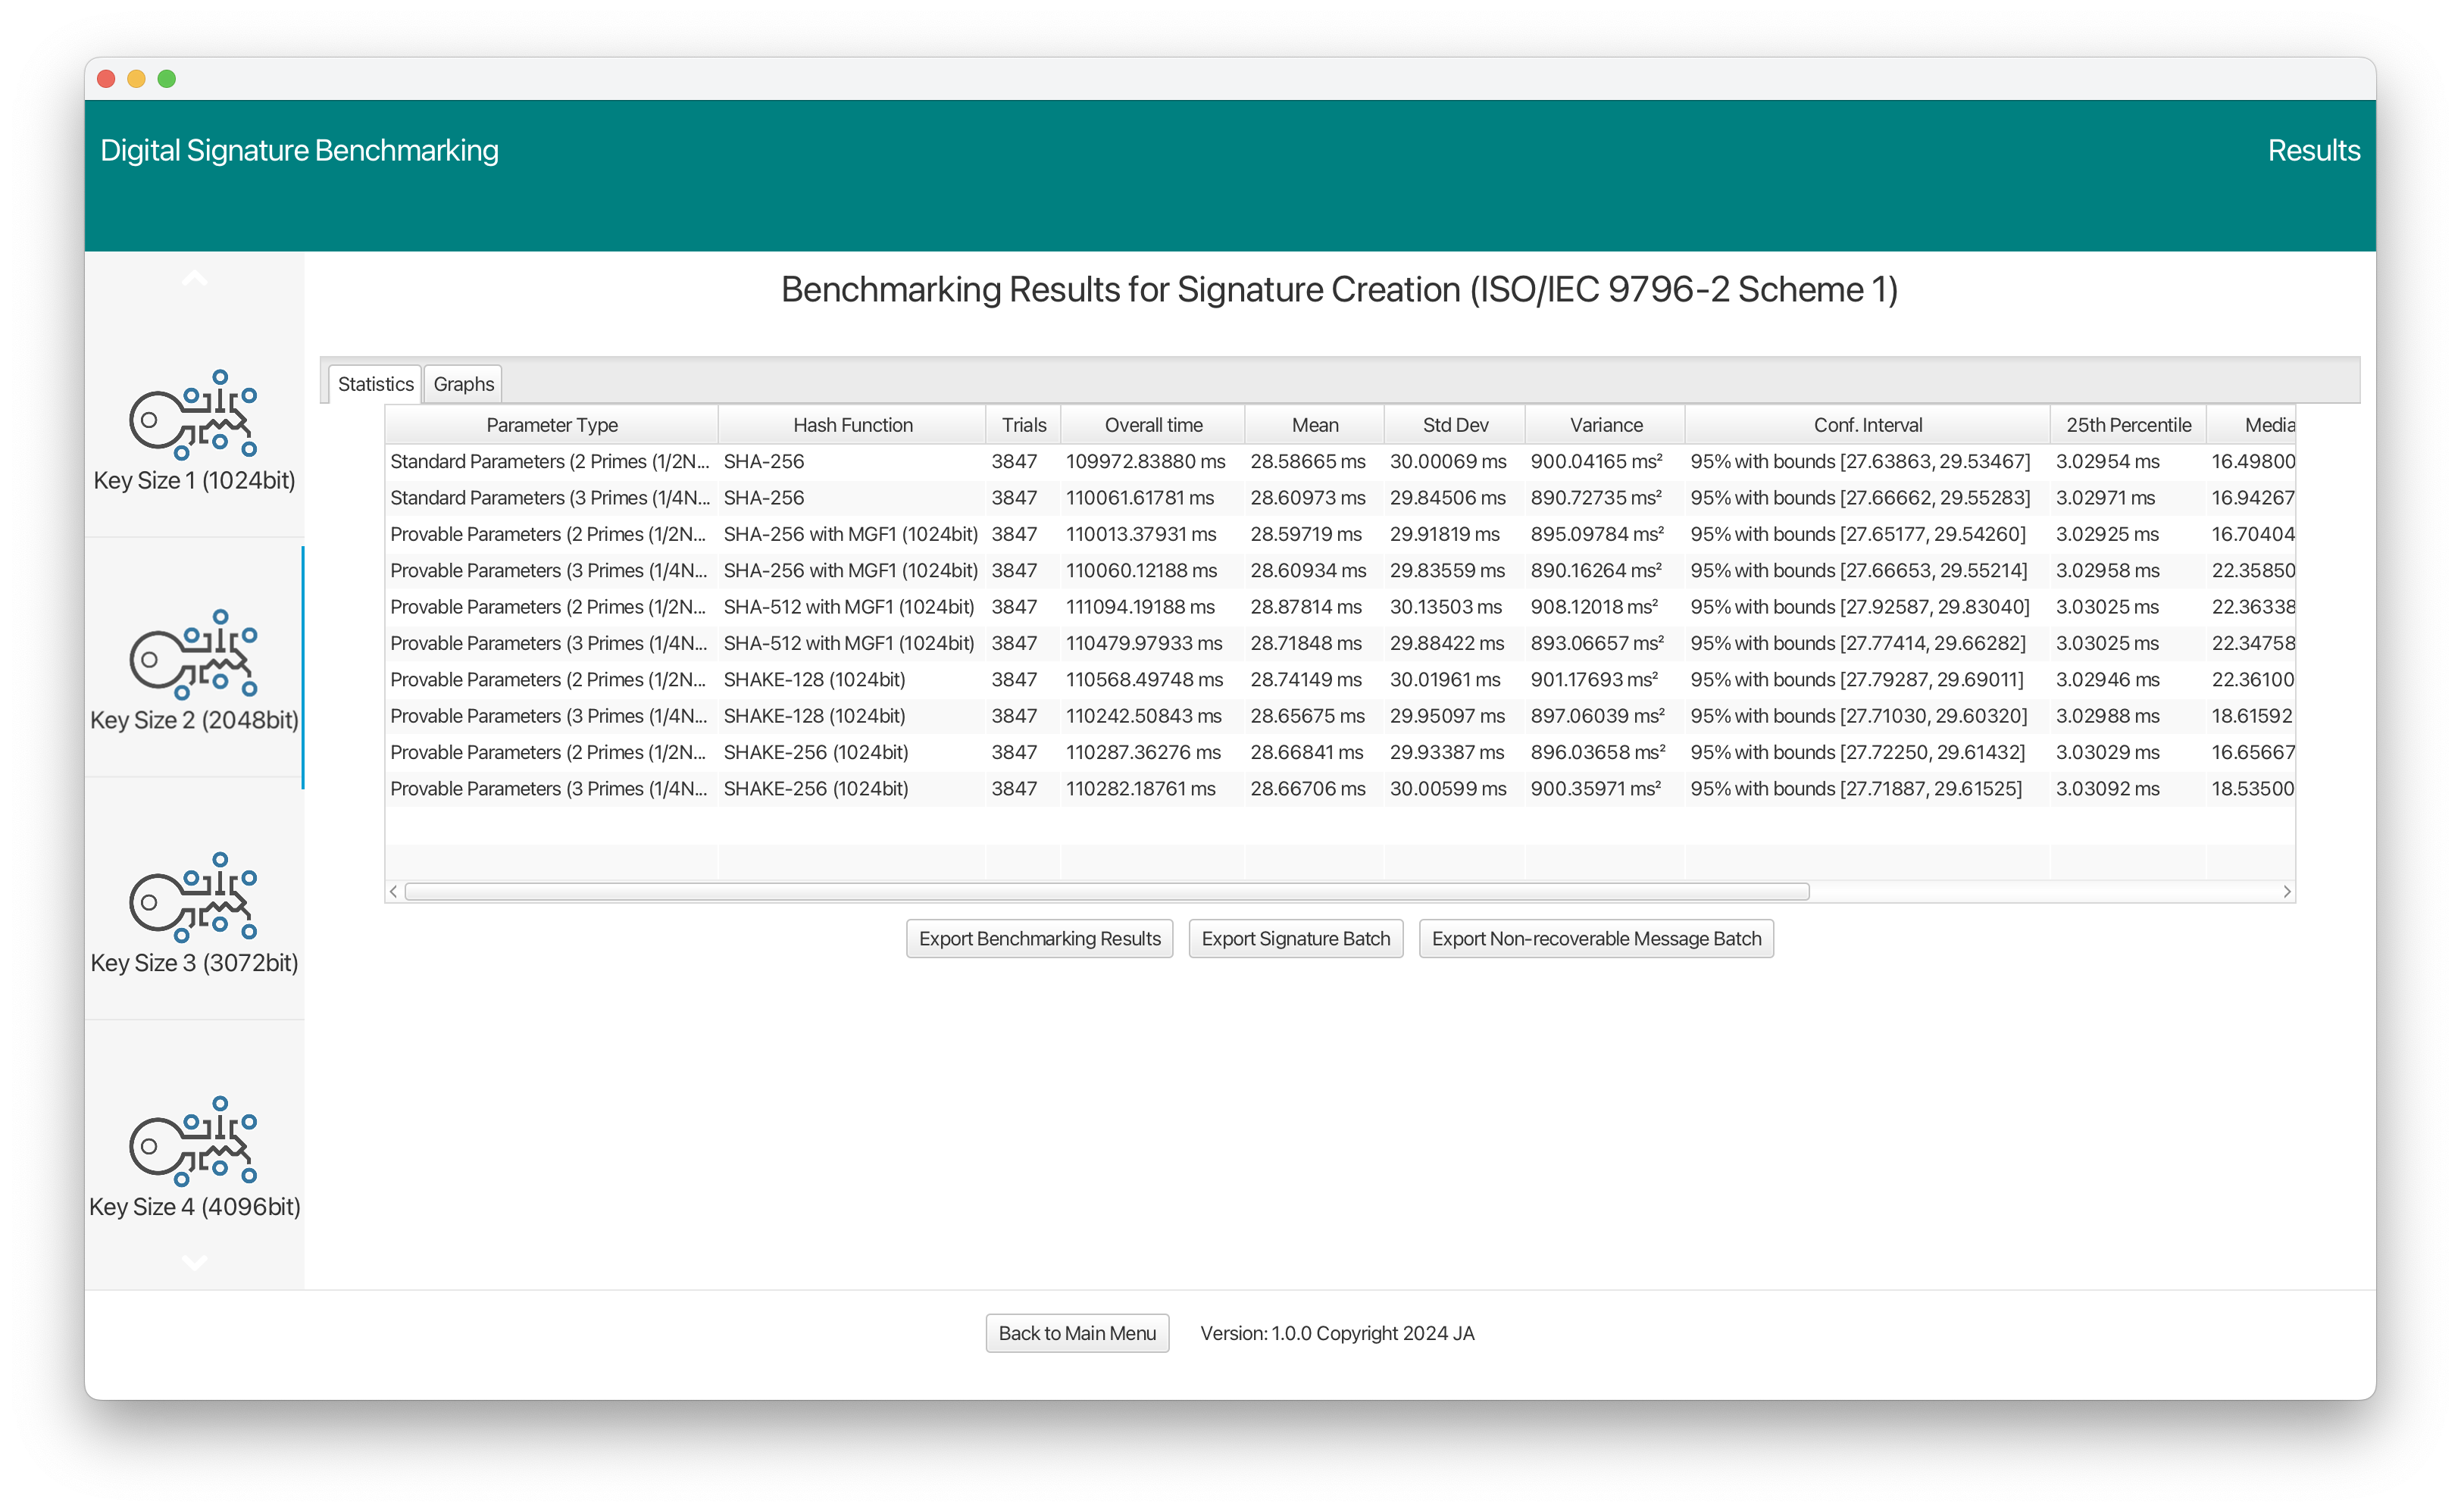 Digital Signature Benchmarking
Results
Key Size 1 (1024bit)
Key Size 2 (2048bit)
Key Size 3 (3072bit)
Key Size 4 (4096bit)
Benchmarking Results for Signature Creation (ISO/IEC 9796-2 Scheme 1)
Statistics Graphs
Parameter Type Hash Function Trials Overall time Mean Std Dev Variance Conf. Interval 25th Percentile Media
Standard Parameters (2 Primes (1/2N... SHA-256 3847 109972.83880 ms 28.58665 ms 30.00069 ms 900.04165 ms² 95% with bounds [27.63863, 29.53467] 3.02954 ms 16.49800
Standard Parameters (3 Primes (1/4N... SHA-256 3847 110061.61781 ms 28.60973 ms 29.84506 ms 890.72735 ms² 95% with bounds [27.66662, 29.55283] 3.02971 ms 16.94267
Provable Parameters (2 Primes (1/2N... SHA-256 with MGF1 (1024bit) 3847 110013.37931 ms 28.59719 ms 29.91819 ms 895.09784 ms² 95% with bounds [27.65177, 29.54260] 3.02925 ms 16.70404
Provable Parameters (3 Primes (1/4N... SHA-256 with MGF1 (1024bit) 3847 110060.12188 ms 28.60934 ms 29.83559 ms 890.16264 ms² 95% with bounds [27.66653, 29.55214] 3.02958 ms 22.35850
Provable Parameters (2 Primes (1/2N... SHA-512 with MGF1 (1024bit) 3847 111094.19188 ms 28.87814 ms 30.13503 ms 908.12018 ms² 95% with bounds [27.92587, 29.83040] 3.03025 ms 22.36338
Provable Parameters (3 Primes (1/4N... SHA-512 with MGF1 (1024bit) 3847 110479.97933 ms 28.71848 ms 29.88422 ms 893.06657 ms² 95% with bounds [27.77414, 29.66282] 3.03025 ms 22.34758
Provable Parameters (2 Primes (1/2N... SHAKE-128 (1024bit) 3847 110568.49748 ms 28.74149 ms 30.01961 ms 901.17693 ms² 95% with bounds [27.79287, 29.69011] 3.02946 ms 22.36100
Provable Parameters (3 Primes (1/4N... SHAKE-128 (1024bit) 3847 110242.50843 ms 28.65675 ms 29.95097 ms 897.06039 ms² 95% with bounds [27.71030, 29.60320] 3.02988 ms 18.61592
Provable Parameters (2 Primes (1/2N... SHAKE-256 (1024bit) 3847 110287.36276 ms 28.66841 ms 29.93387 ms 896.03658 ms² 95% with bounds [27.72250, 29.61432] 3.03029 ms 16.65667
Provable Parameters (3 Primes (1/4N... SHAKE-256 (1024bit) 3847 110282.18761 ms 28.66706 ms 30.00599 ms 900.35971 ms² 95% with bounds [27.71887, 29.61525] 3.03092 ms 18.53500
Export Benchmarking Results Export Signature Batch Export Non-recoverable Message Batch
Back to Main Menu Version: 1.0.0 Copyright 2024 JA